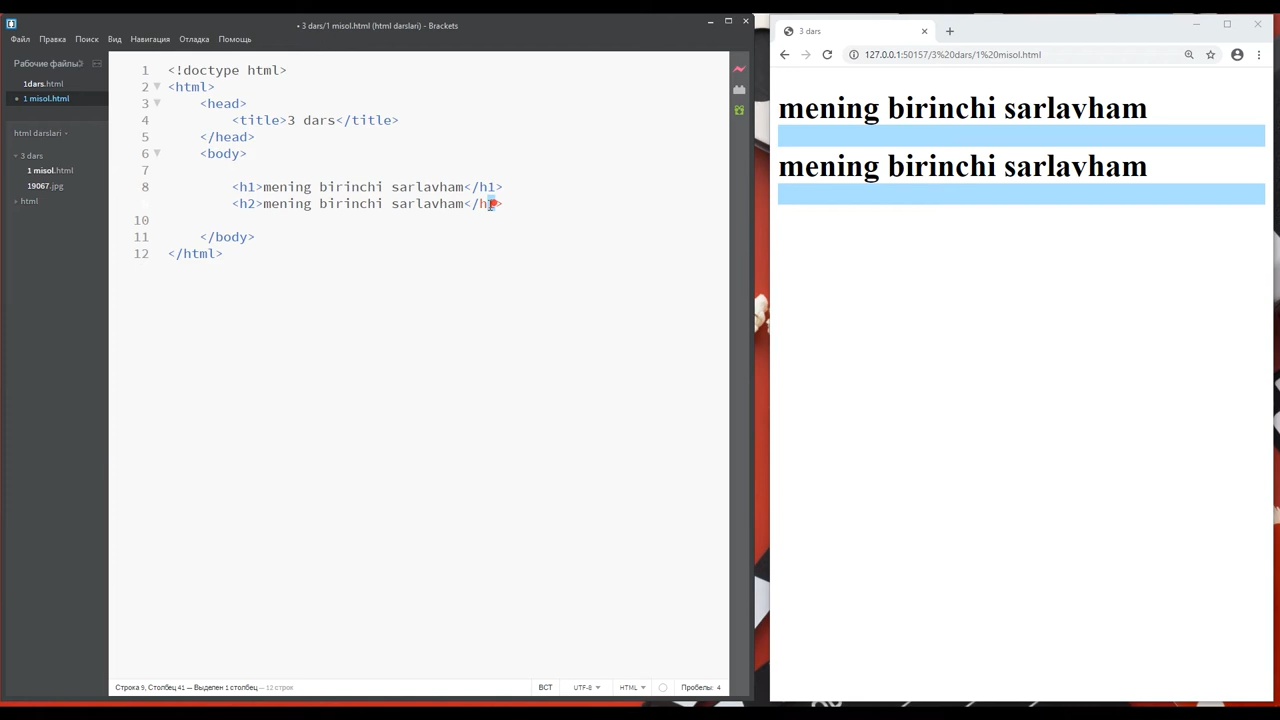 • 3 dars/1 misol.html (html darslari) - Brackets
Файл Правка Поиск Вид Навигация Отладка Помощь
Рабочие файлы
1dars.html
1 misol.html
html darslari
3 dars
1 misol.html
19067.jpg
html
1 <!doctype html>
2 <html>
3 <head>
4 <title>3 dars</title>
5 </head>
6 <body>
7
8 <h1>mening birinchi sarlavham</h1>
<h2>mening birinchi sarlavham</h1>
10
11 </body>
12 </html>
Строка 9, Столбец 41 — Выделен 1 столбец — 12 строк
ВСТ UTF-8 HTML Пробелы: 4
3 dars
127.0.0.1:50157/3%20dars/1%20misol.html
mening birinchi sarlavham
mening birinchi sarlavham